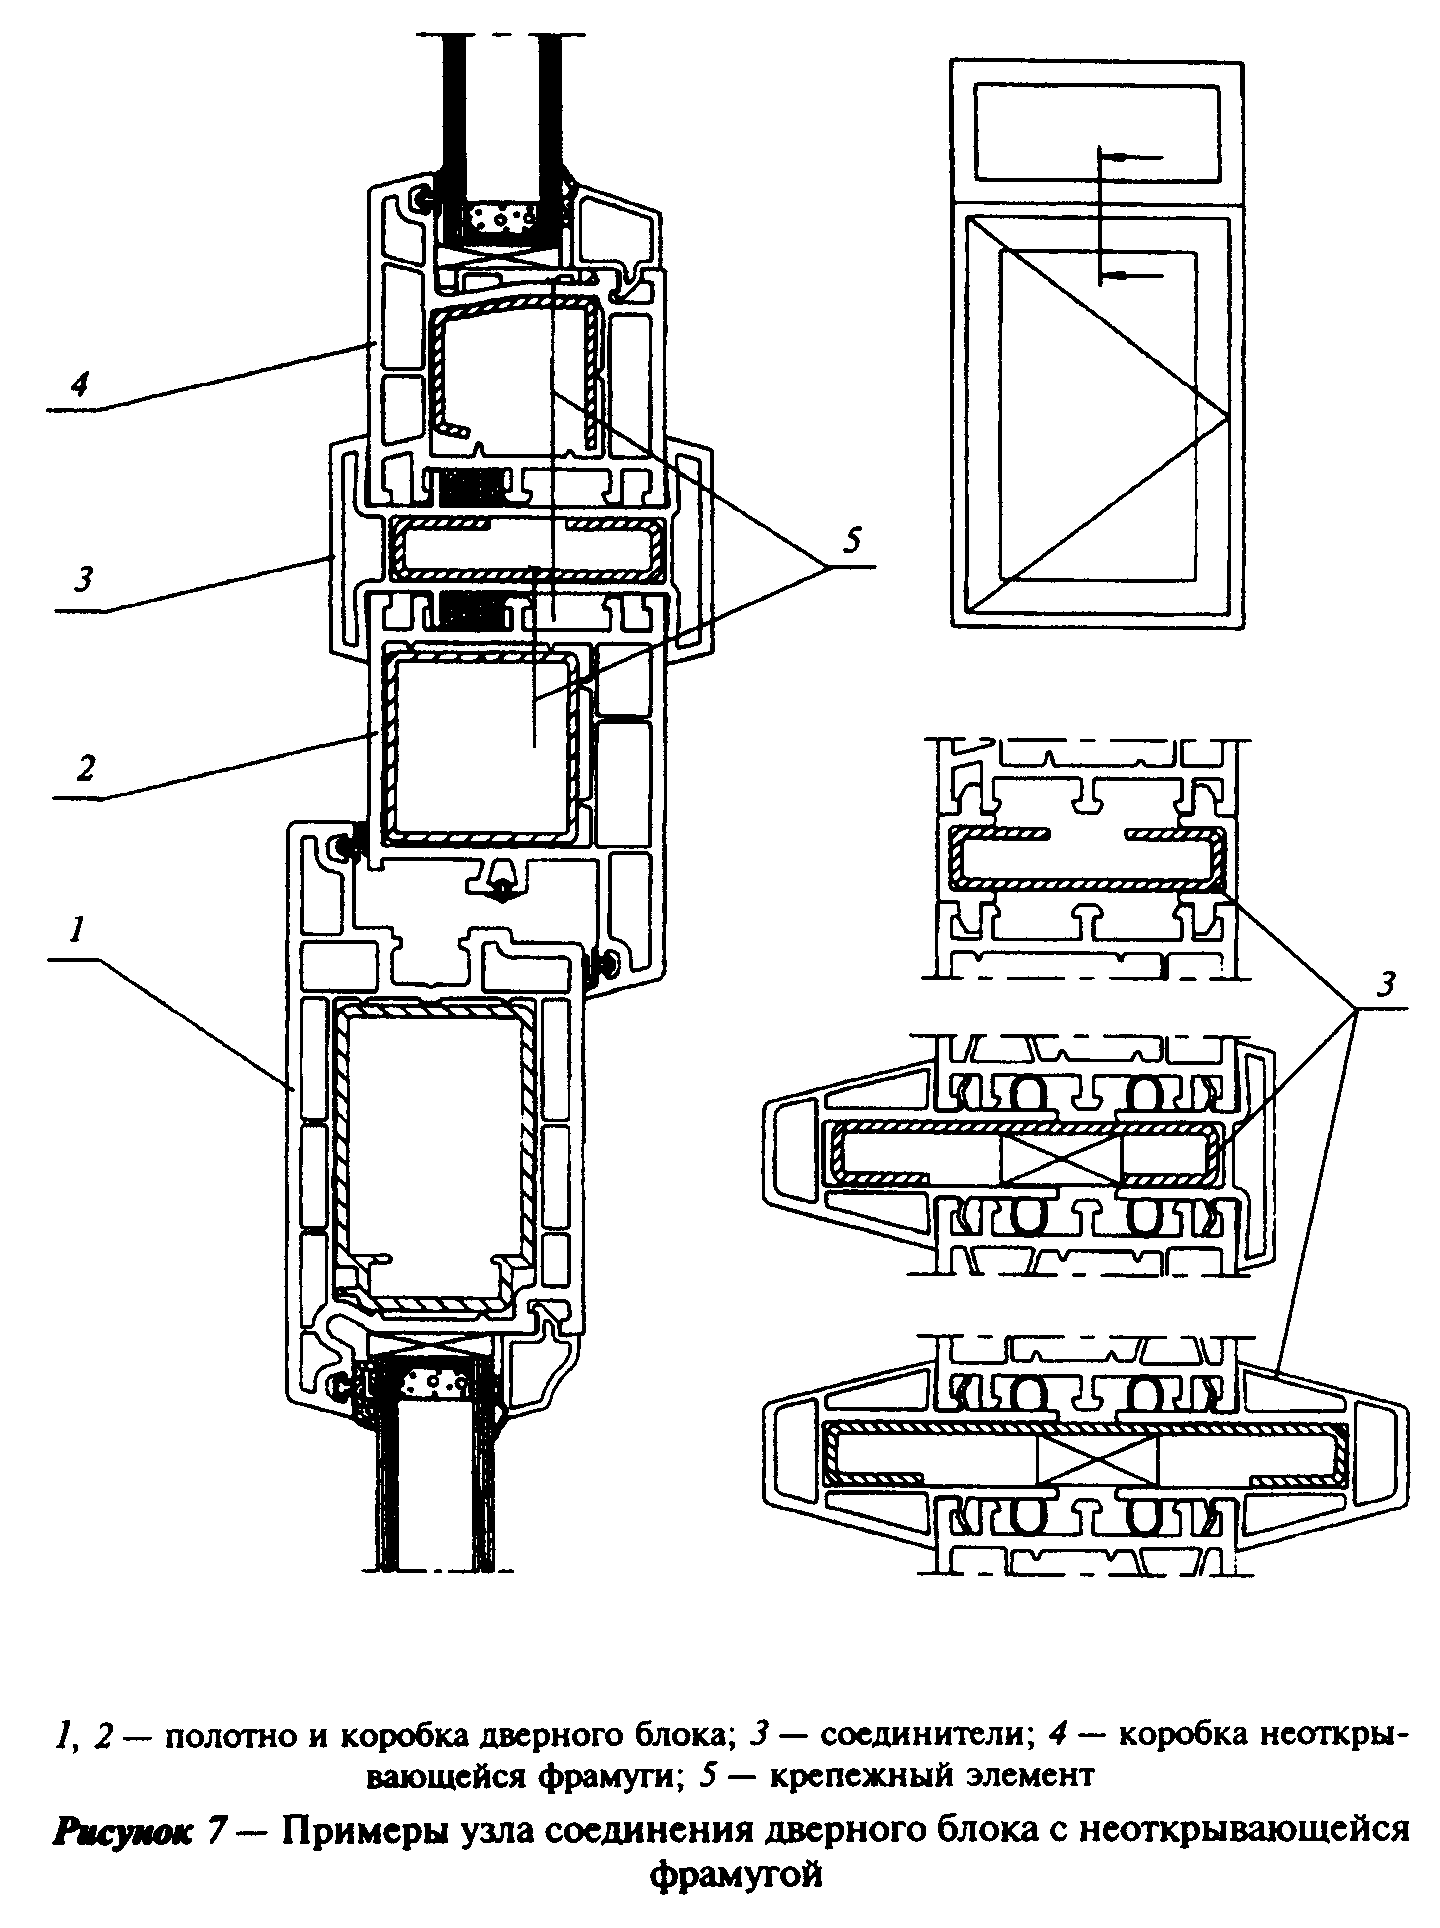 4
3
5
2
1
3
1, 2 — полотно и коробка дверного блока; 3 — соединители; 4 — коробка неоткры-
вающейся фрамуги; 5 — крепежный элемент
Рисунок 7 — Примеры узла соединения дверного блока с неоткрывающейся
фрамугой